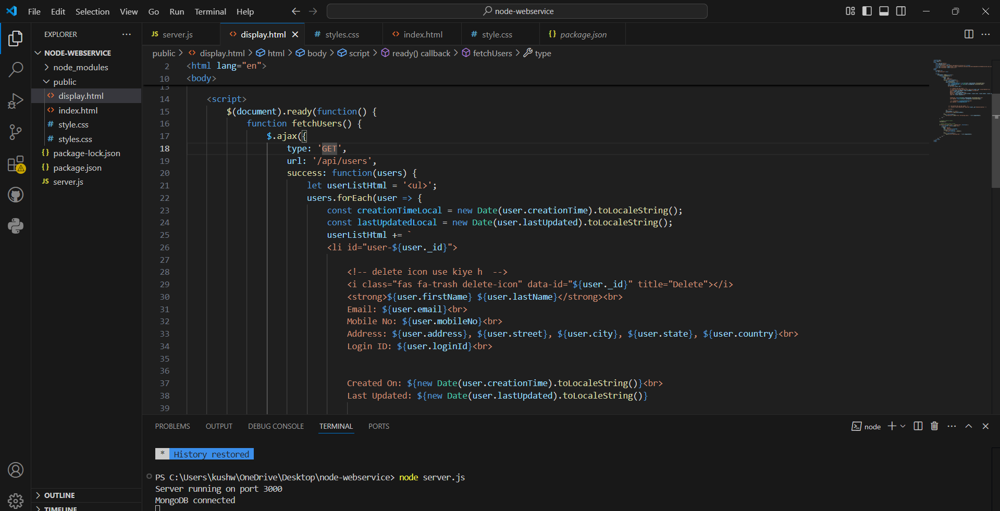 File Edit Selection View Go Run Terminal Help node-webservice
EXPLORER
NODE-WEBSERVICE
node_modules
public
display.html
index.html
style.css
styles.css
package-lock.json
package.json
JS server.js
OUTLINE
TIMELINE
JS server.js display.html styles.css index.html style.css package.json
public > display.html > html > body > script > ready() callback > fetchUsers > type
2 <html lang="en">
10 <body>
13
14 <script>
15 $(document).ready(function() {
16 function fetchUsers() {
17 $.ajax({
18 type: 'GET',
19 url: '/api/users',
20 success: function(users) {
21 let userListHtml = '<ul>';
22 users.forEach(user => {
23 const creationTimeLocal = new Date(user.creationTime).toLocaleString();
24 const lastUpdatedLocal = new Date(user.lastUpdated).toLocaleString();
25 userListHtml += `
26 <li id="user-${user._id}">
27
28 <!-- delete icon use kiye h  -->
29 <i class="fas fa-trash delete-icon" data-id="${user._id}" title="Delete"></i>
30 <strong>${user.firstName} ${user.lastName}</strong><br>
31 Email: ${user.email}<br>
32 Mobile No: ${user.mobileNo}<br>
33 Address: ${user.address}, ${user.street}, ${user.city}, ${user.state}, ${user.country}<br>
34 Login ID: ${user.loginId}<br>
35
36
37 Created On: ${new Date(user.creationTime).toLocaleString()}<br>
38 Last Updated: ${new Date(user.lastUpdated).toLocaleString()}
39
PROBLEMS OUTPUT DEBUG CONSOLE TERMINAL PORTS node
* History restored
PS C:\Users\kushw\OneDrive\Desktop\node-webservice> node server.js
Server running on port 3000
MongoDB connected